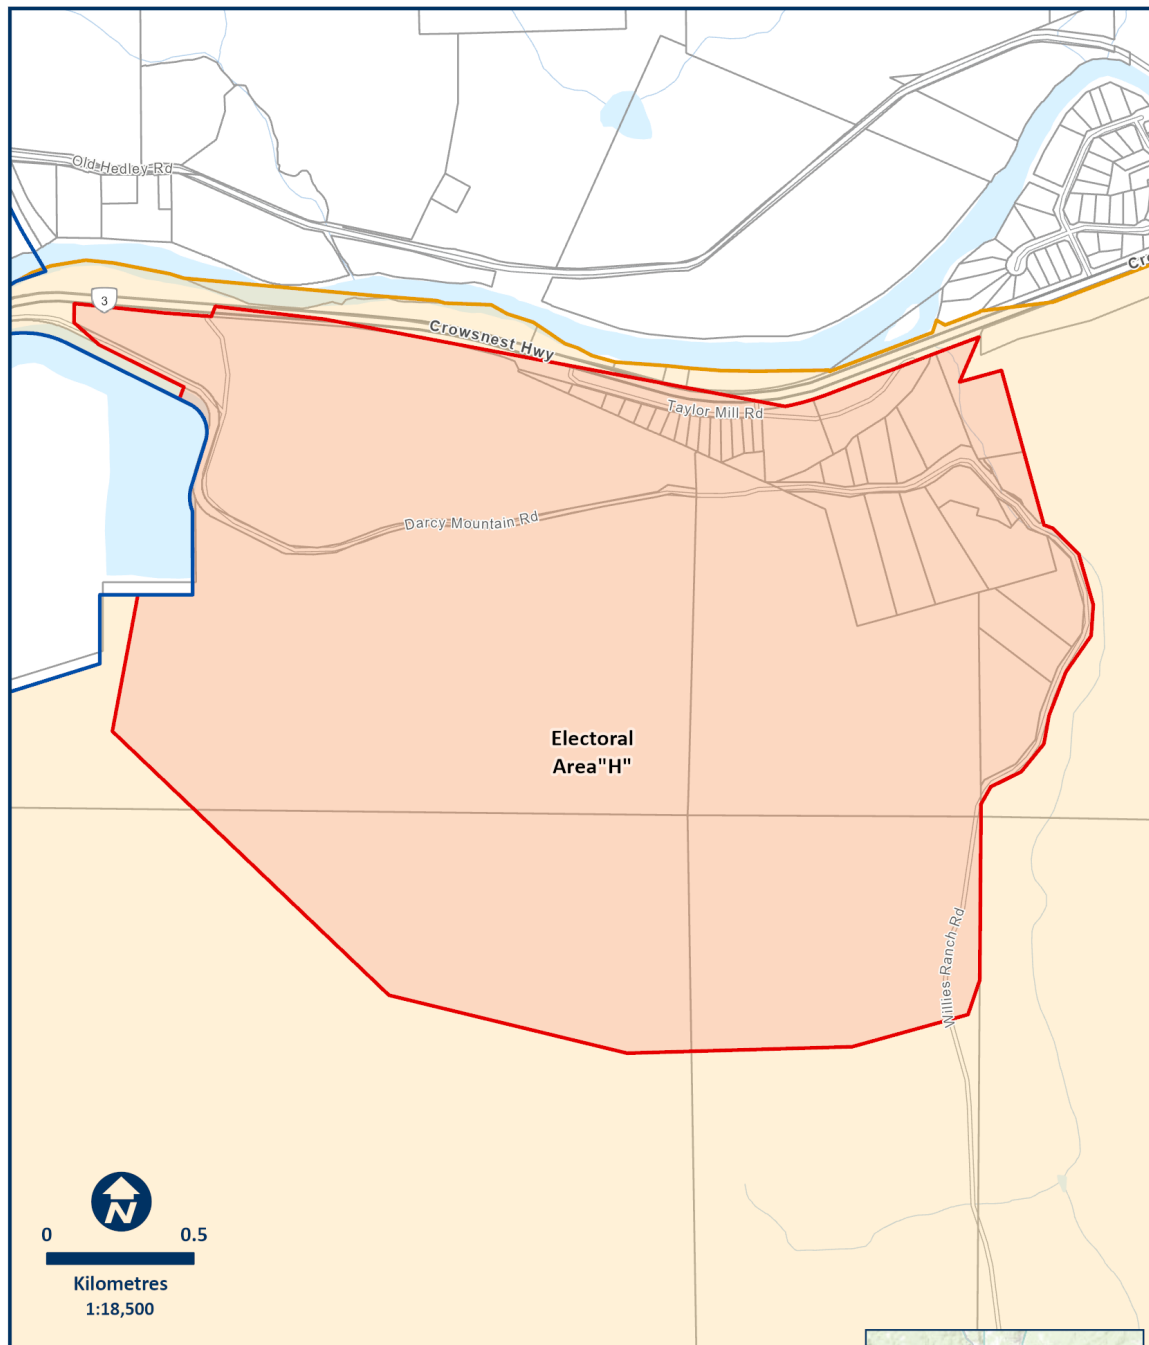 Old Hedley Rd
3
Crowsnest Hwy
Taylor Mill Rd
Darcy Mountain Rd
Electoral
Area"H"
Willies Ranch Rd
N
0 0.5
Kilometres
1:18,500